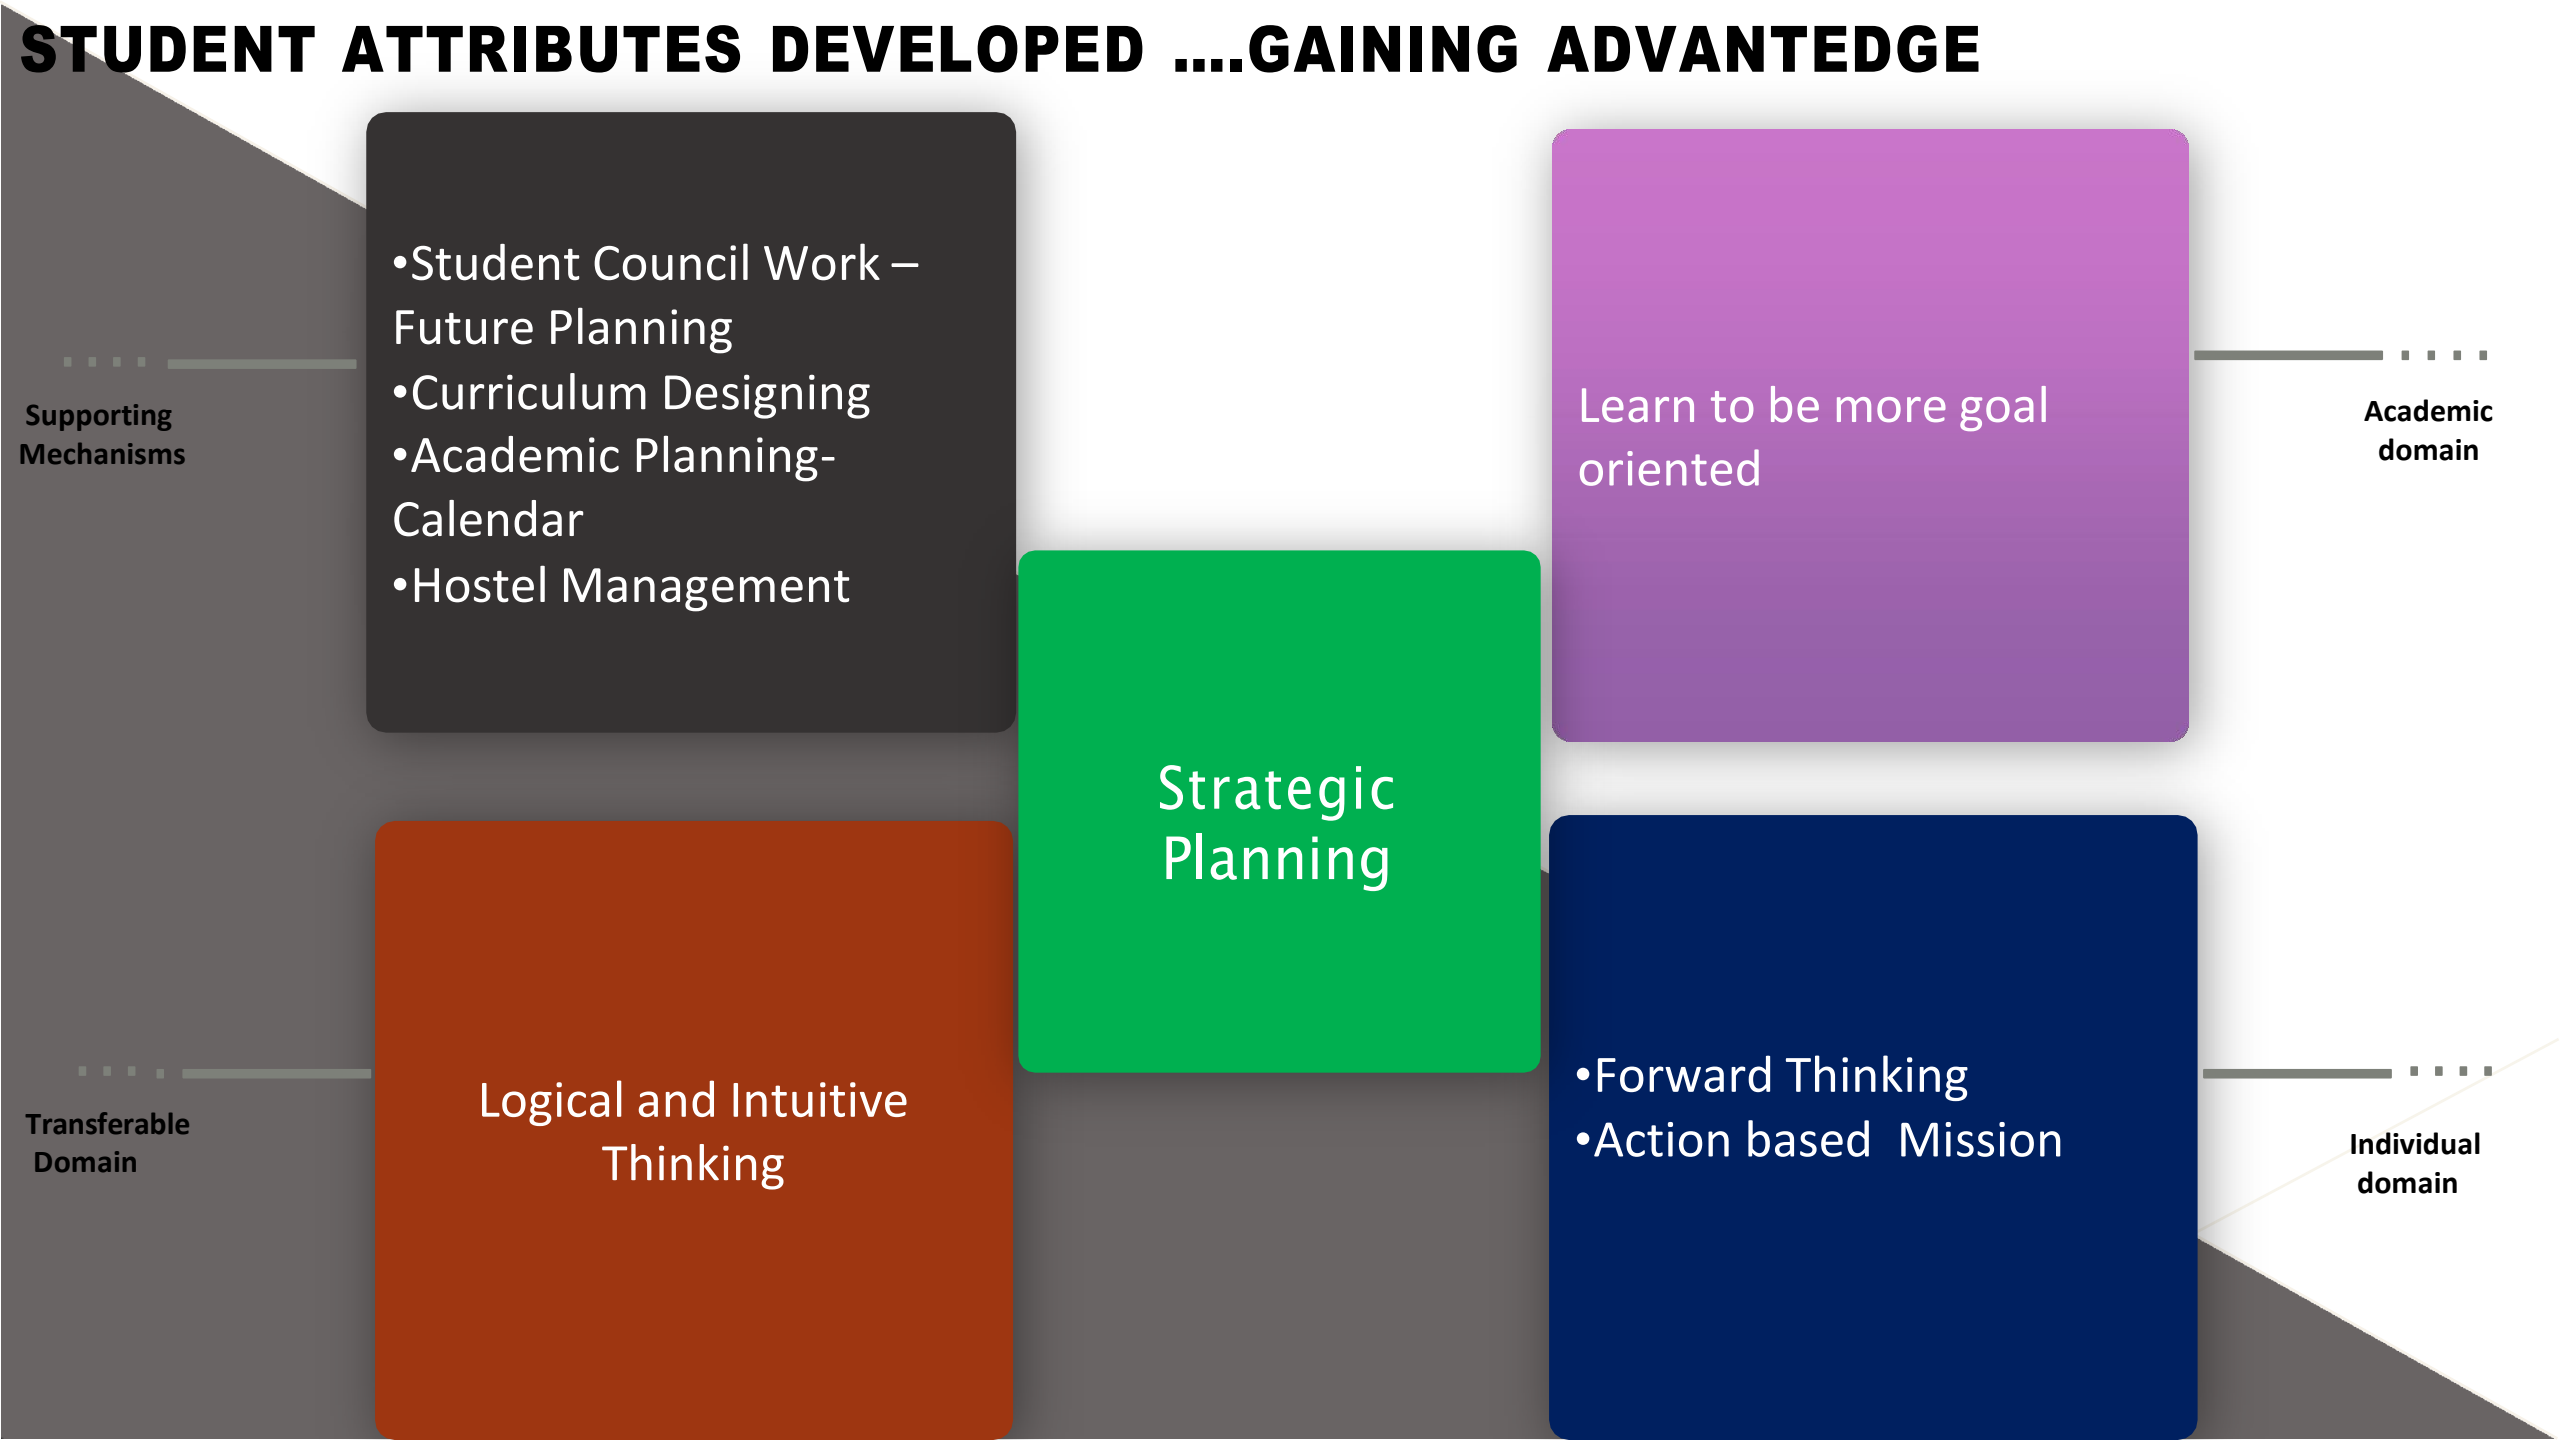 STUDENT ATTRIBUTES DEVELOPED ....GAINING ADVANTEDGE
•Student Council Work –
Future Planning
•Curriculum Designing
•Academic Planning-
Calendar
•Hostel Management
Supporting
Mechanisms
Learn to be more goal
oriented
Academic
domain
Strategic
Planning
Logical and Intuitive
Thinking
Transferable
Domain
•Forward Thinking
•Action based  Mission
Individual
domain